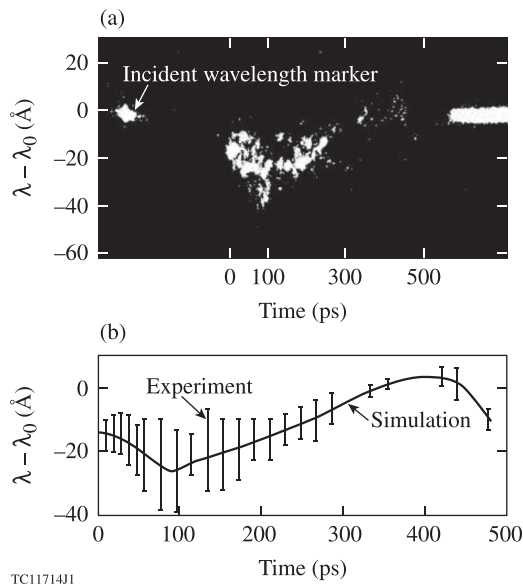 (a)
20
Incident wavelength marker
0
−20
−40
−60
λ − λ0 (Å)
0 100 300 500
Time (ps)
(b)
0
Experiment
Simulation
−20
−40
λ − λ0 (Å)
0 100 200 300 400 500
Time (ps)
TC11714J1